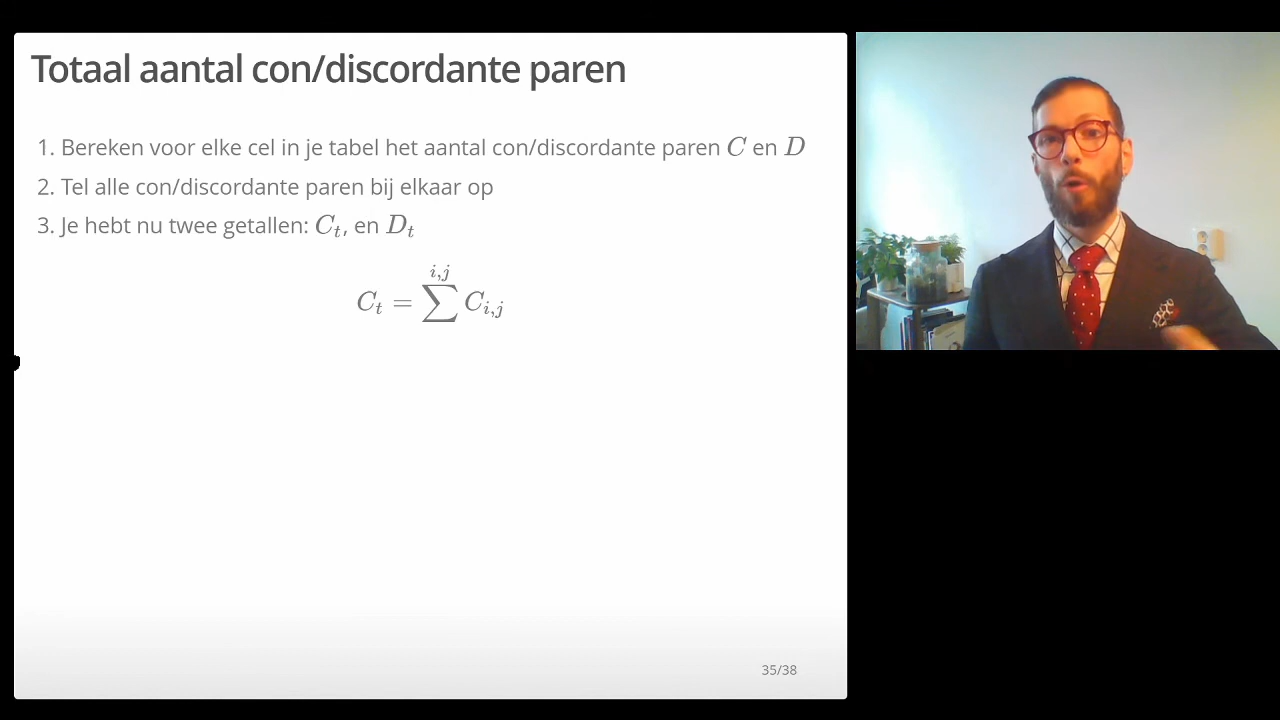 Totaal aantal con/discordante paren
1. Bereken voor elke cel in je tabel het aantal con/discordante paren C en D
2. Tel alle con/discordante paren bij elkaar op
3. Je hebt nu twee getallen: C_t, en D_t
C_t = \sum^{i,j} C_{i,j}
35/38